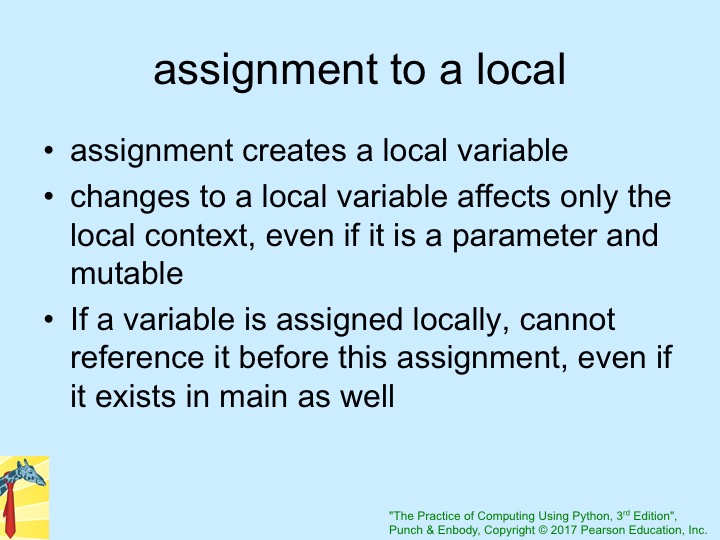 assignment to a local
• assignment creates a local variable
• changes to a local variable affects only the
local context, even if it is a parameter and
mutable
• If a variable is assigned locally, cannot
reference it before this assignment, even if
it exists in main as well
"The Practice of Computing Using Python, 3rd Edition",
Punch & Enbody, Copyright © 2017 Pearson Education, Inc.